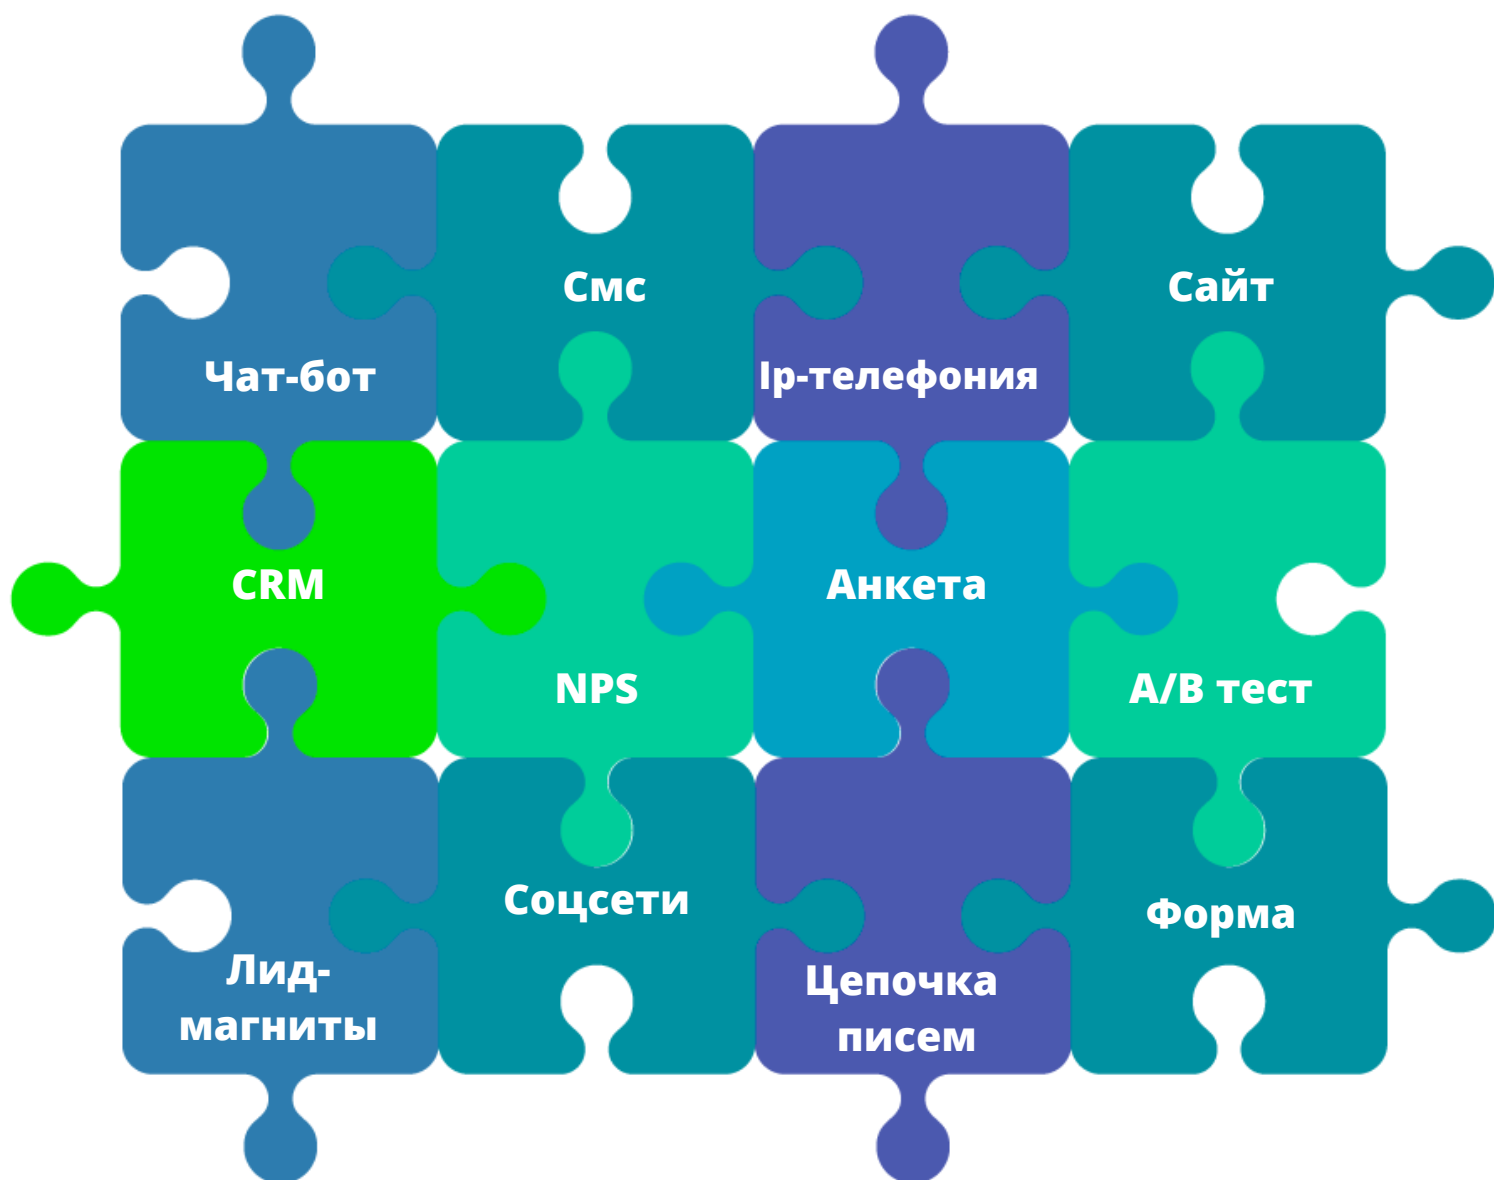 Чат-бот
Смс
Ip-телефония
Сайт
CRM
NPS
Анкета
A/B тест
Лид-
магниты
Соцсети
Цепочка
писем
Форма